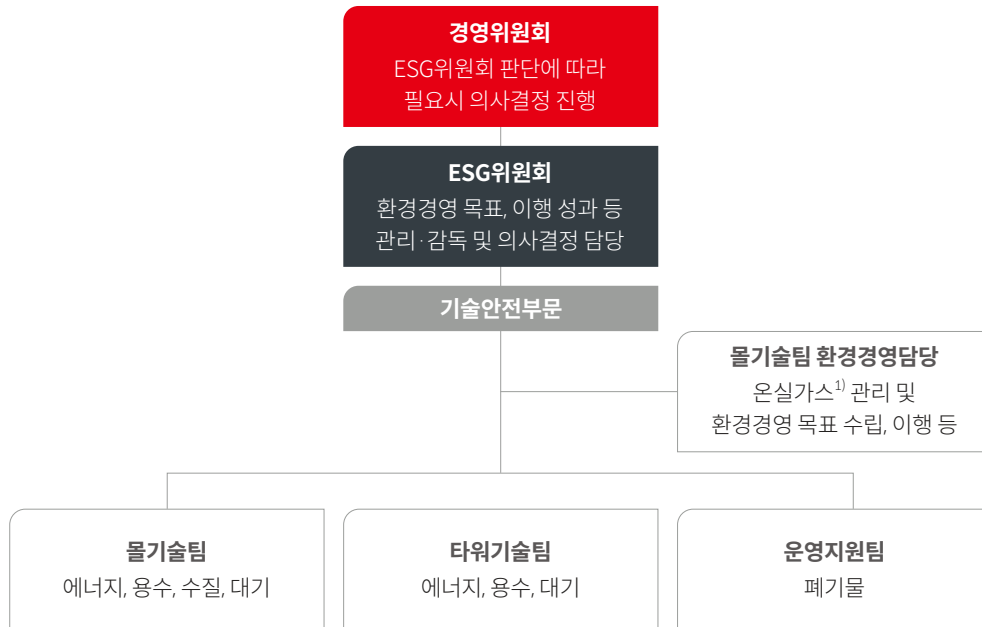 경영위원회
ESG위원회 판단에 따라
필요시 의사결정 진행
ESG위원회
환경경영 목표, 이행 성과 등
관리·감독 및 의사결정 담당
기술안전부문
몰기술팀 환경경영담당
온실가스1) 관리 및
환경경영 목표 수립, 이행 등
몰기술팀
에너지, 용수, 수질, 대기
타워기술팀
에너지, 용수, 대기
운영지원팀
폐기물